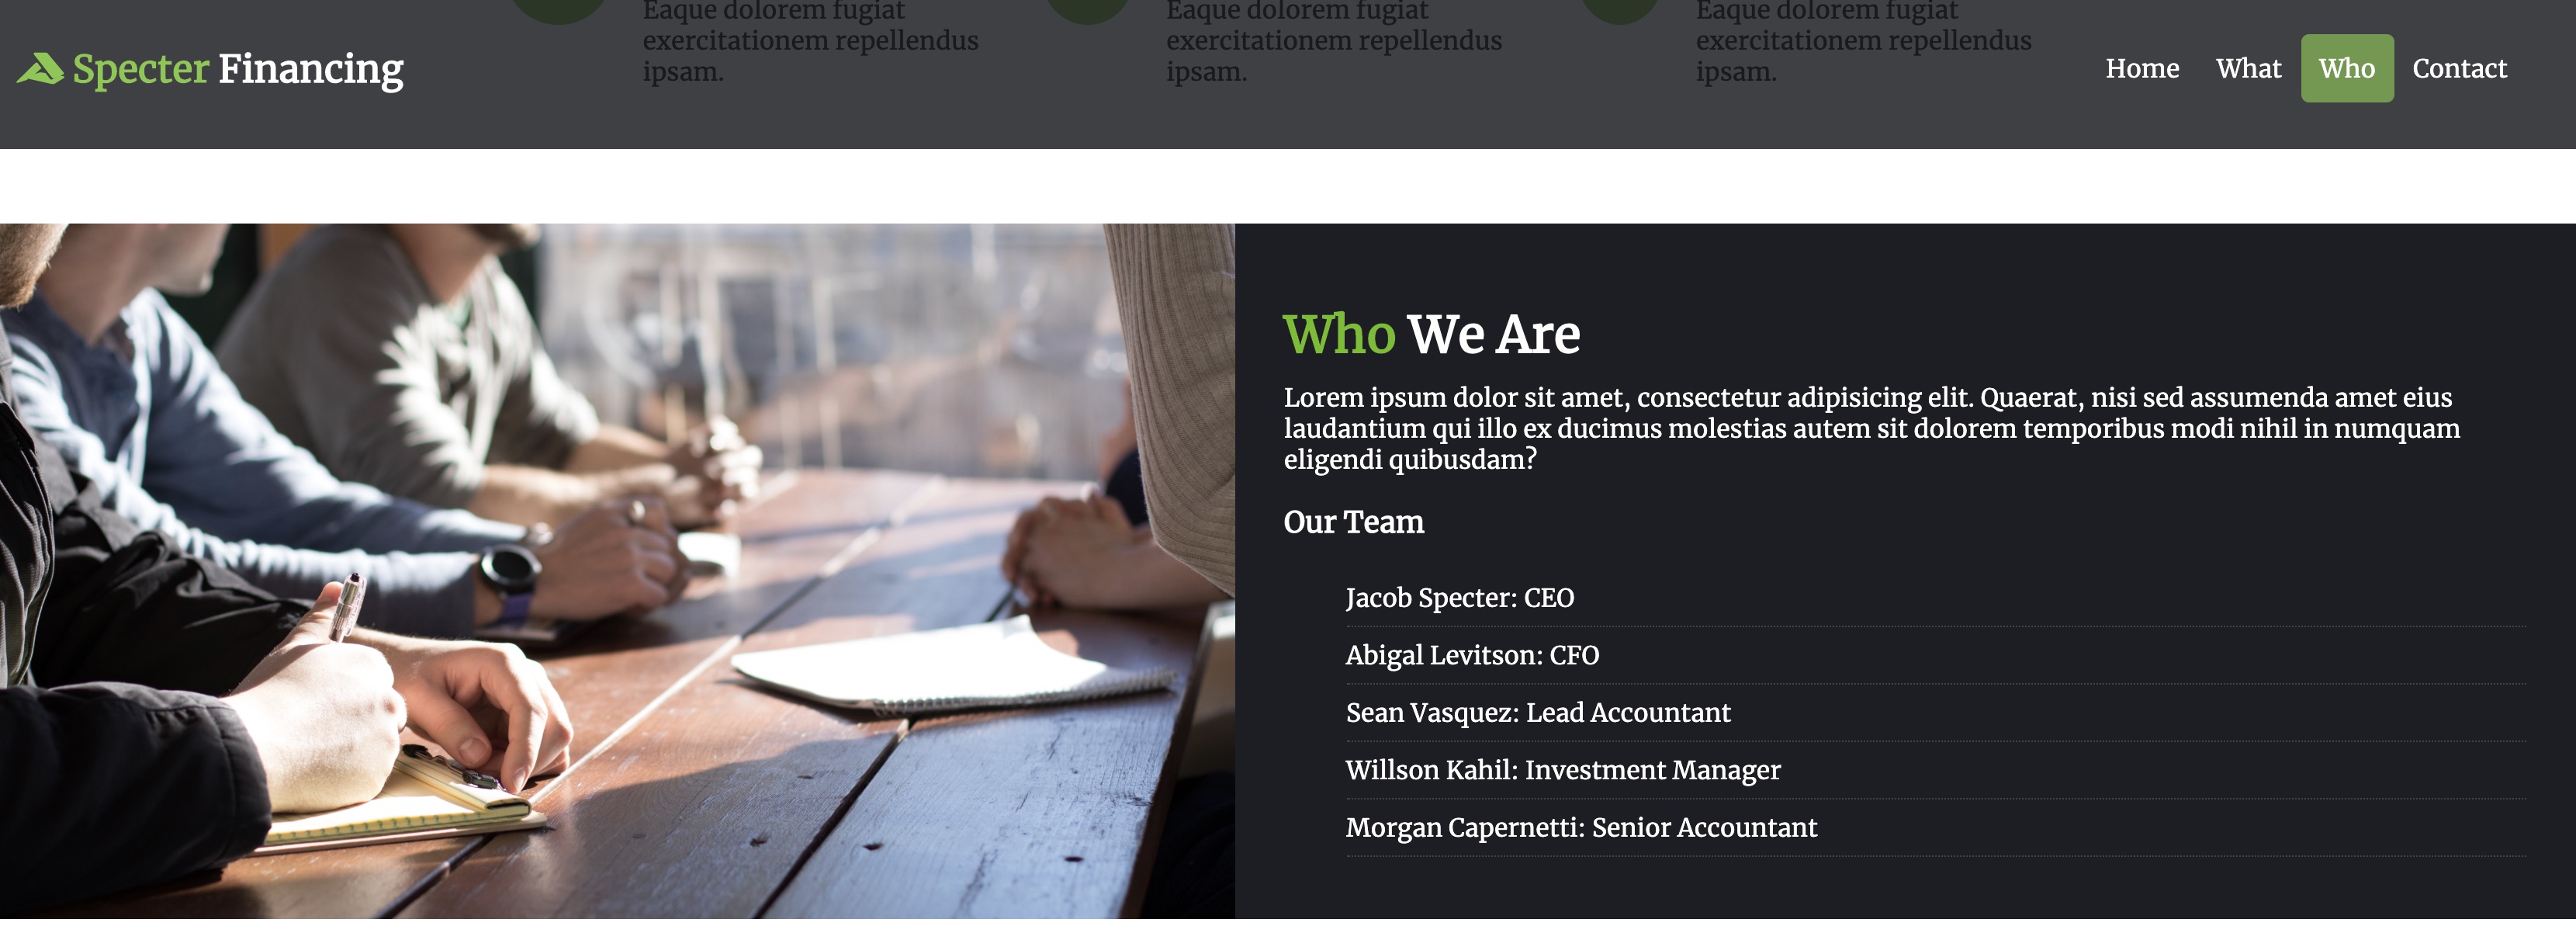 Eaque dolorem fugiat
exercitationem repellendus
ipsam.
Eaque dolorem fugiat
exercitationem repellendus
ipsam.
Eaque dolorem fugiat
exercitationem repellendus
ipsam.
Specter Financing
Home What Who Contact
Who We Are
Lorem ipsum dolor sit amet, consectetur adipisicing elit. Quaerat, nisi sed assumenda amet eius
laudantium qui illo ex ducimus molestias autem sit dolorem temporibus modi nihil in numquam
eligendi quibusdam?
Our Team
Jacob Specter: CEO
Abigal Levitson: CFO
Sean Vasquez: Lead Accountant
Willson Kahil: Investment Manager
Morgan Capernetti: Senior Accountant